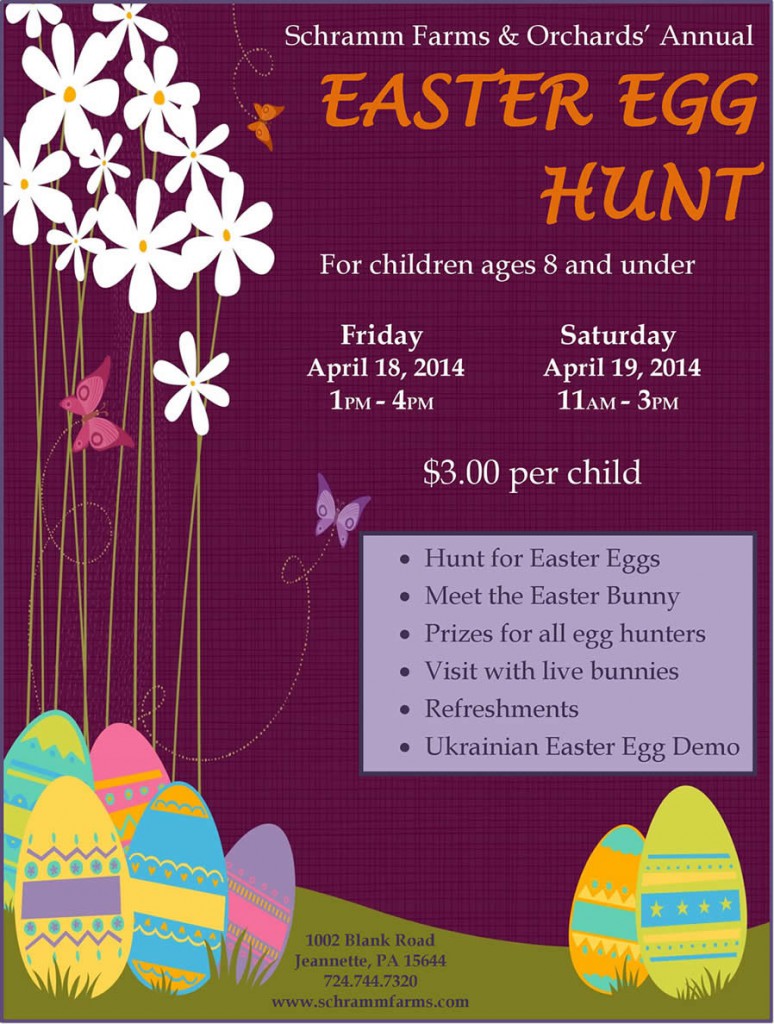 Schramm Farms & Orchards’ Annual
EASTER EGG
HUNT
For children ages 8 and under
Friday
April 18, 2014
1PM - 4PM
Saturday
April 19, 2014
11AM - 3PM
$3.00 per child
• Hunt for Easter Eggs
• Meet the Easter Bunny
• Prizes for all egg hunters
• Visit with live bunnies
• Refreshments
• Ukrainian Easter Egg Demo
1002 Blank Road
Jeannette, PA 15644
724.744.7320
www.schrammfarms.com